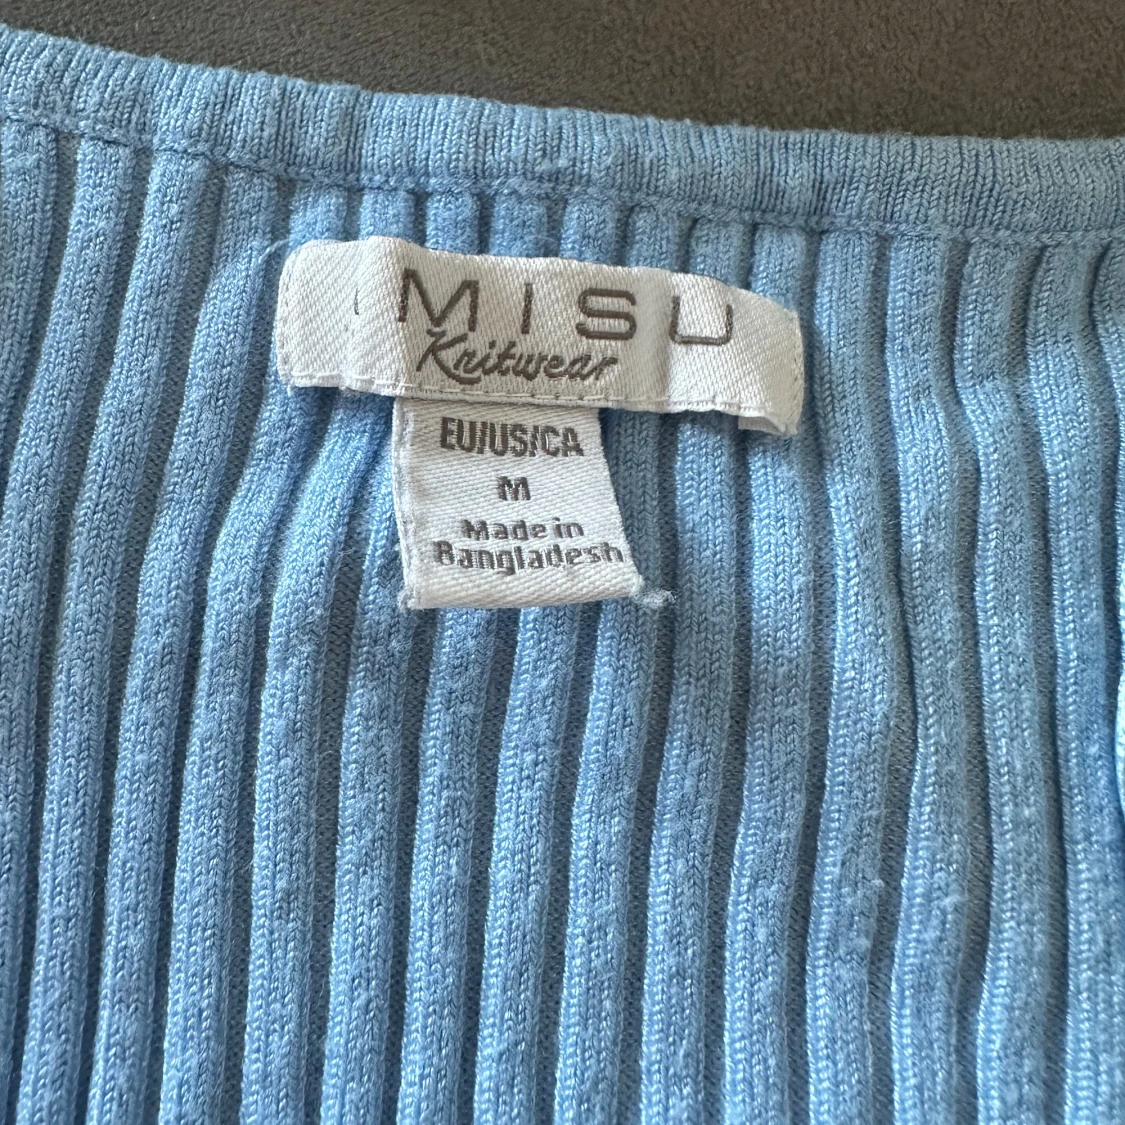 MISU
Knitwear
EU/US/CA
M
Made in
Bangladesh